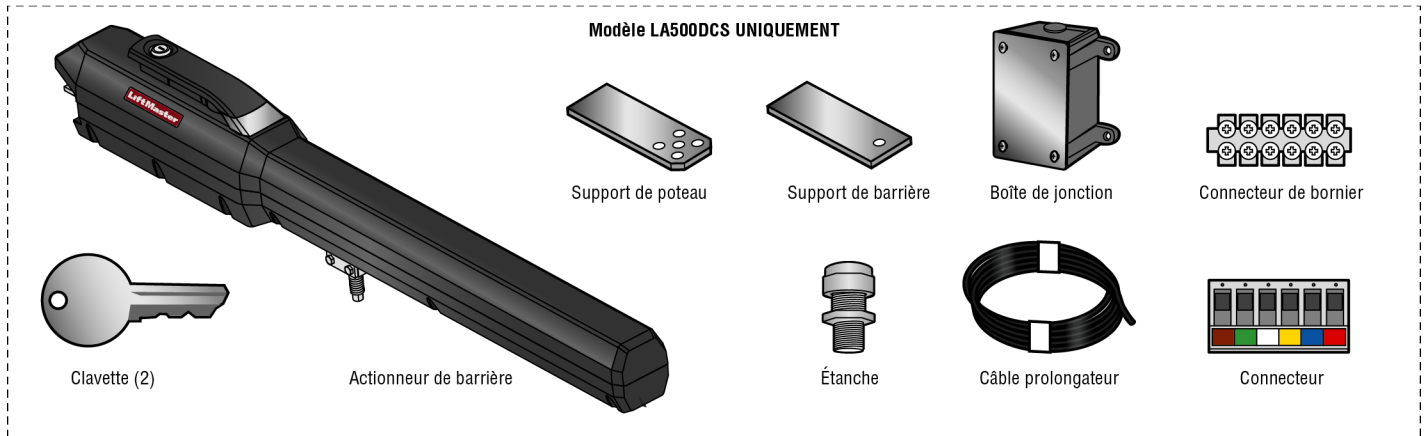 Modèle LA500DCS UNIQUEMENT
LiftMaster
Support de poteau
Support de barrière
Boîte de jonction
Connecteur de bornier
Clavette (2)
Actionneur de barrière
Étanche
Câble prolongateur
Connecteur